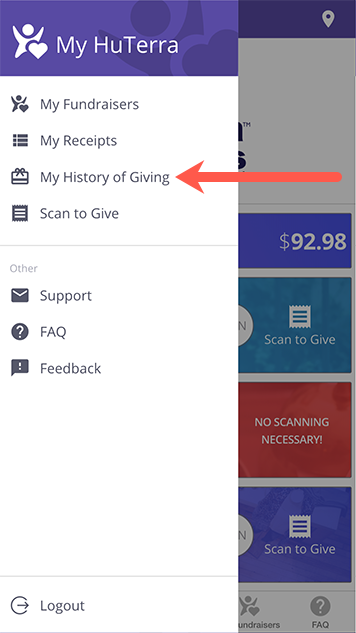 My HuTerra
My Fundraisers
My Receipts
My History of Giving
Scan to Give
Other
Support
FAQ
Feedback
Logout
$92.98
Scan to Give
NO SCANNING
NECESSARY!
Scan to Give
FAQ